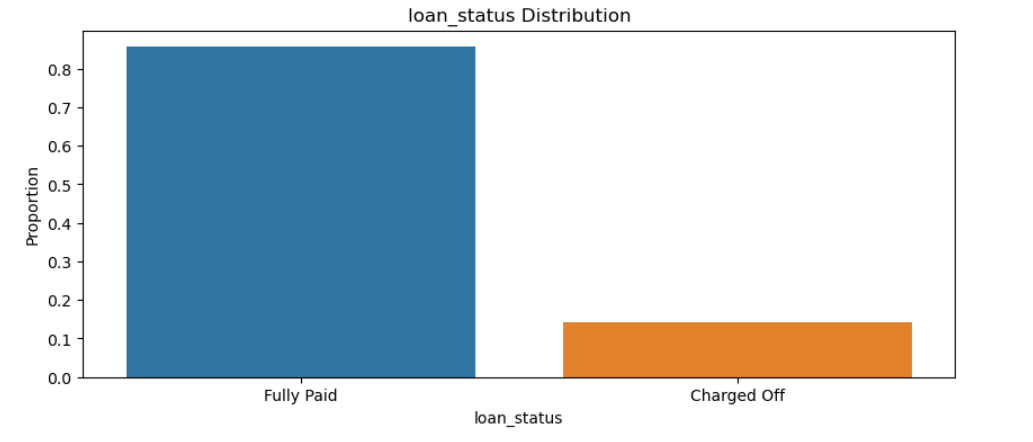 loan_status Distribution
Proportion
0.8
0.7
0.6
0.5
0.4
0.3
0.2
0.1
0.0
Fully Paid
Charged Off
loan_status